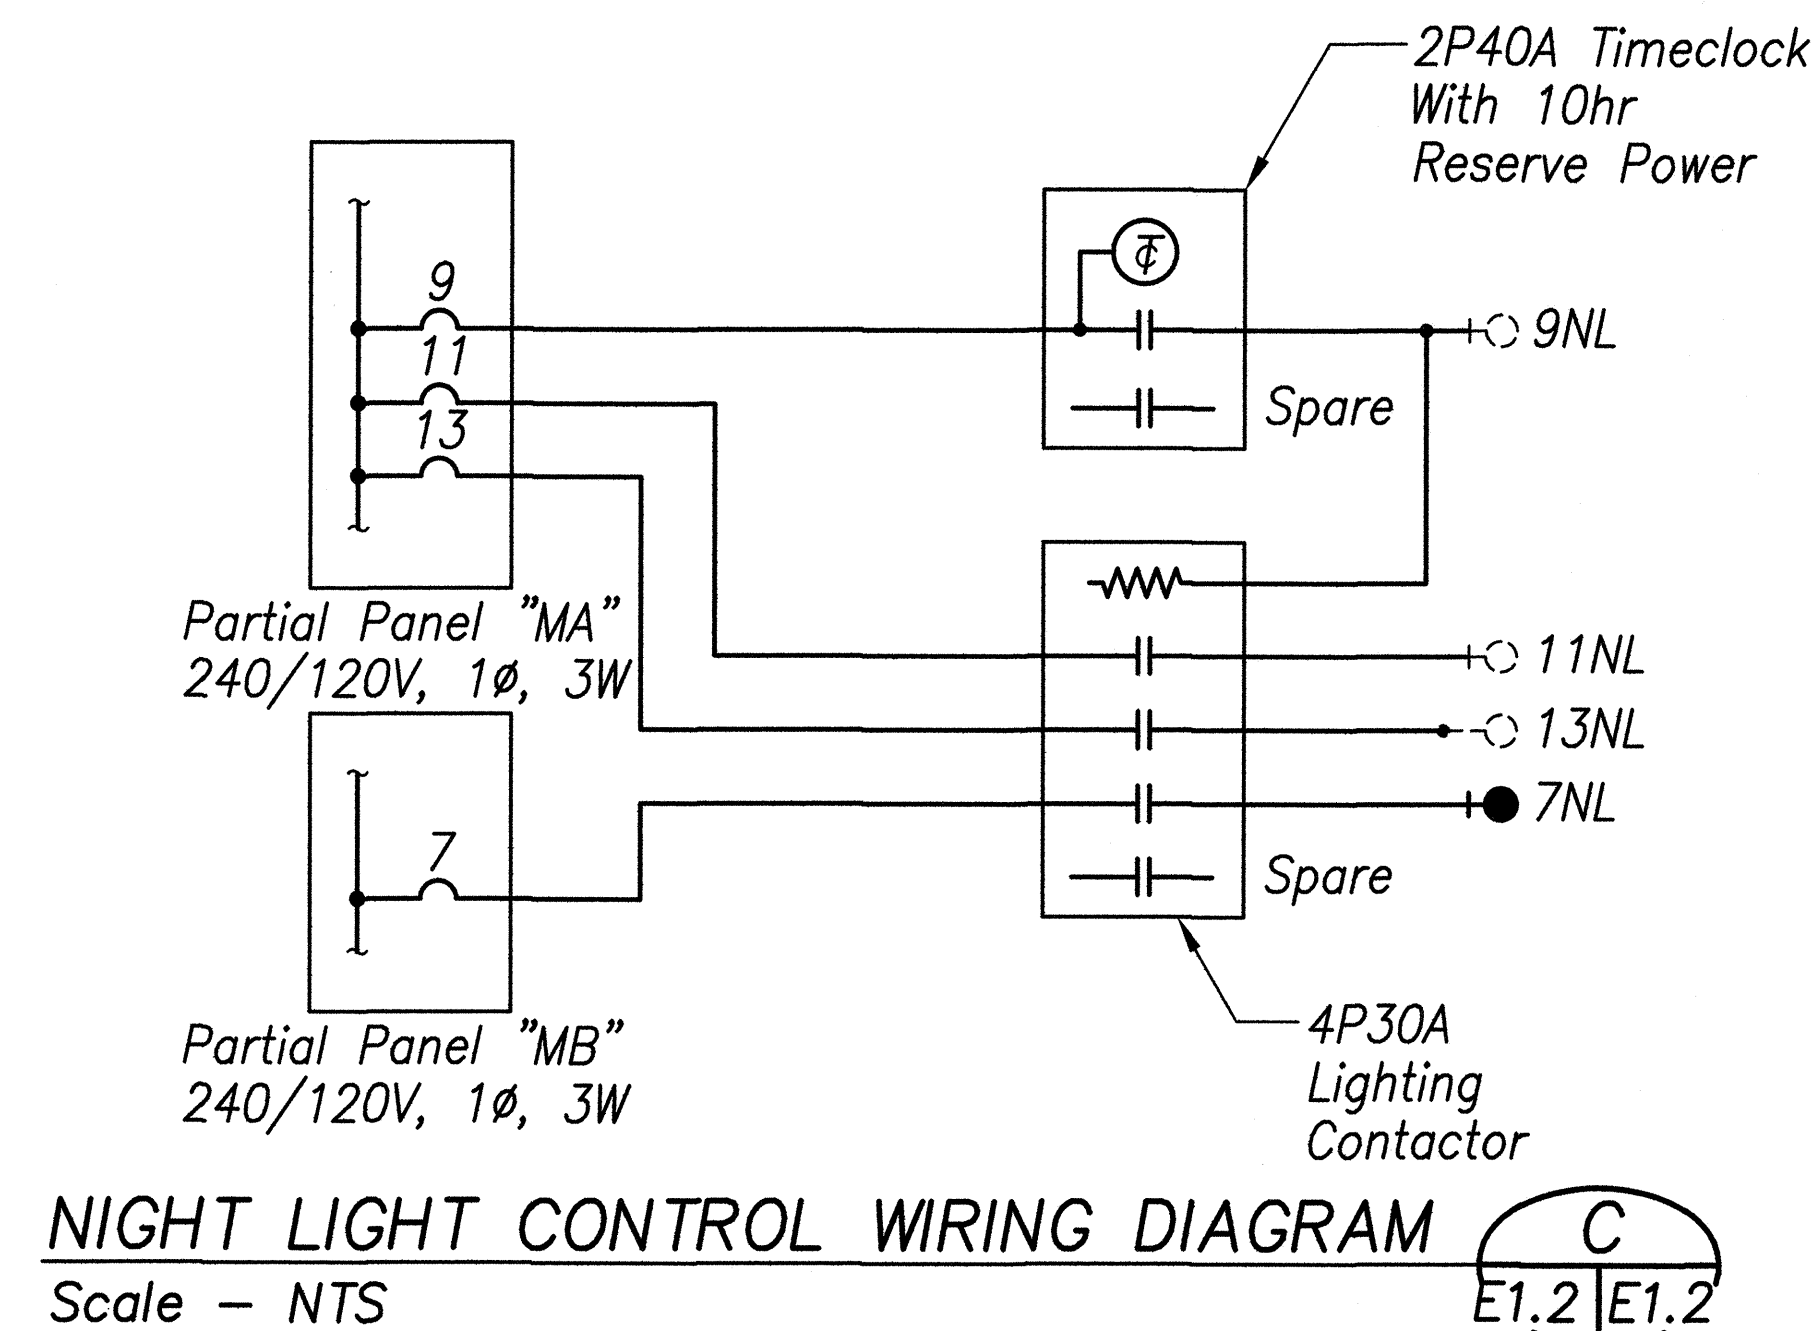 2P40A Timeclock
With 10hr
Reserve Power
9
11
13
Partial Panel "MA"
240/120V, 1ø, 3W
7
Partial Panel "MB"
240/120V, 1ø, 3W
TC
9NL
Spare
11NL
13NL
7NL
Spare
4P30A
Lighting
Contactor
NIGHT LIGHT CONTROL WIRING DIAGRAM
Scale - NTS
C
E1.2 E1.2